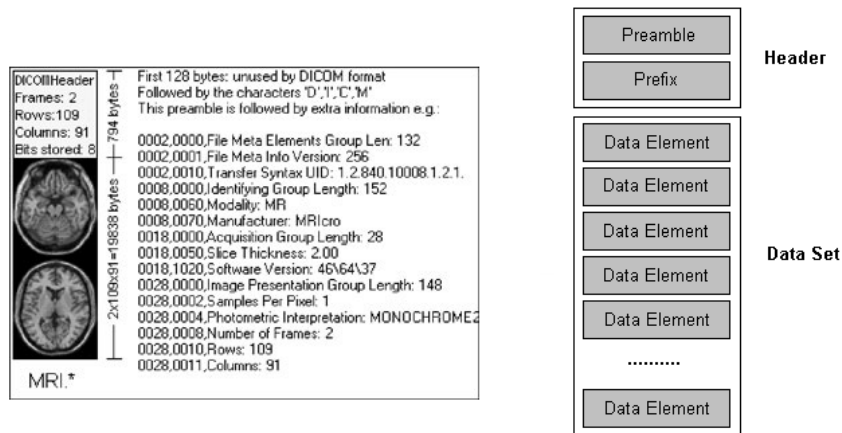 DICOMHeader
Frames: 2
Rows:109
Columns: 91
Bits stored: 8
794 bytes
2x109x91=19838 bytes
MRI.*
First 128 bytes: unused by DICOM format
Followed by the characters 'D','I','C','M'
This preamble is followed by extra information e.g.:
0002,0000,File Meta Elements Group Len: 132
0002,0001,File Meta Info Version: 256
0002,0010,Transfer Syntax UID: 1.2.840.10008.1.2.1.
0008,0000,Identifying Group Length: 152
0008,0060,Modality: MR
0008,0070,Manufacturer: MRIcro
0018,0000,Acquisition Group Length: 28
0018,0050,Slice Thickness: 2.00
0018,1020,Software Version: 46\64\37
0028,0000,Image Presentation Group Length: 148
0028,0002,Samples Per Pixel: 1
0028,0004,Photometric Interpretation: MONOCHROME2
0028,0008,Number of Frames: 2
0028,0010,Rows: 109
0028,0011,Columns: 91
Preamble
Prefix
Header
Data Element
Data Element
Data Element
Data Element
Data Element
..........
Data Element
Data Set